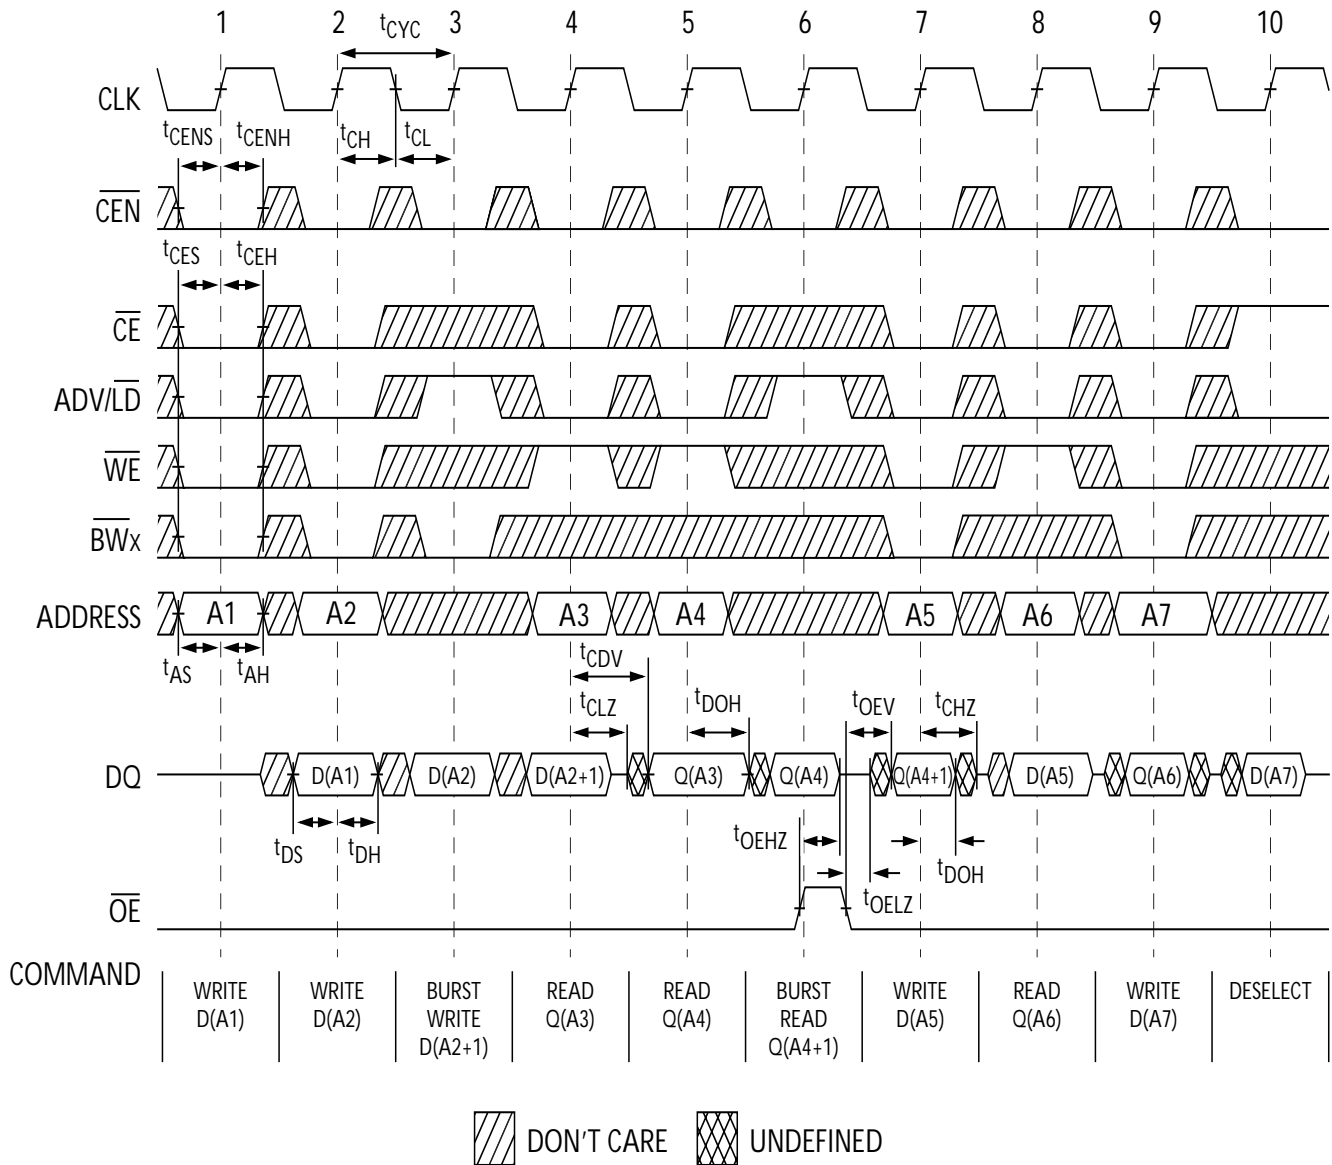 1 2 3 4 5 6 7 8 9 10
tCYC
CLK
tCENS tCENH tCH tCL
CEN
tCES tCEH
CE
ADV/LD
WE
BWx
ADDRESS A1 A2 A3 A4 A5 A6 A7
tAS tAH tCDV
tCLZ tDOH tOEV tCHZ
DQ D(A1) D(A2) D(A2+1) Q(A3) Q(A4) Q(A4+1) D(A5) Q(A6) D(A7)
tDS tDH tOEHZ tDOH
tOELZ
OE
COMMAND
WRITE D(A1)
WRITE D(A2)
BURST WRITE D(A2+1)
READ Q(A3)
READ Q(A4)
BURST READ Q(A4+1)
WRITE D(A5)
READ Q(A6)
WRITE D(A7)
DESELECT
DON'T CARE UNDEFINED